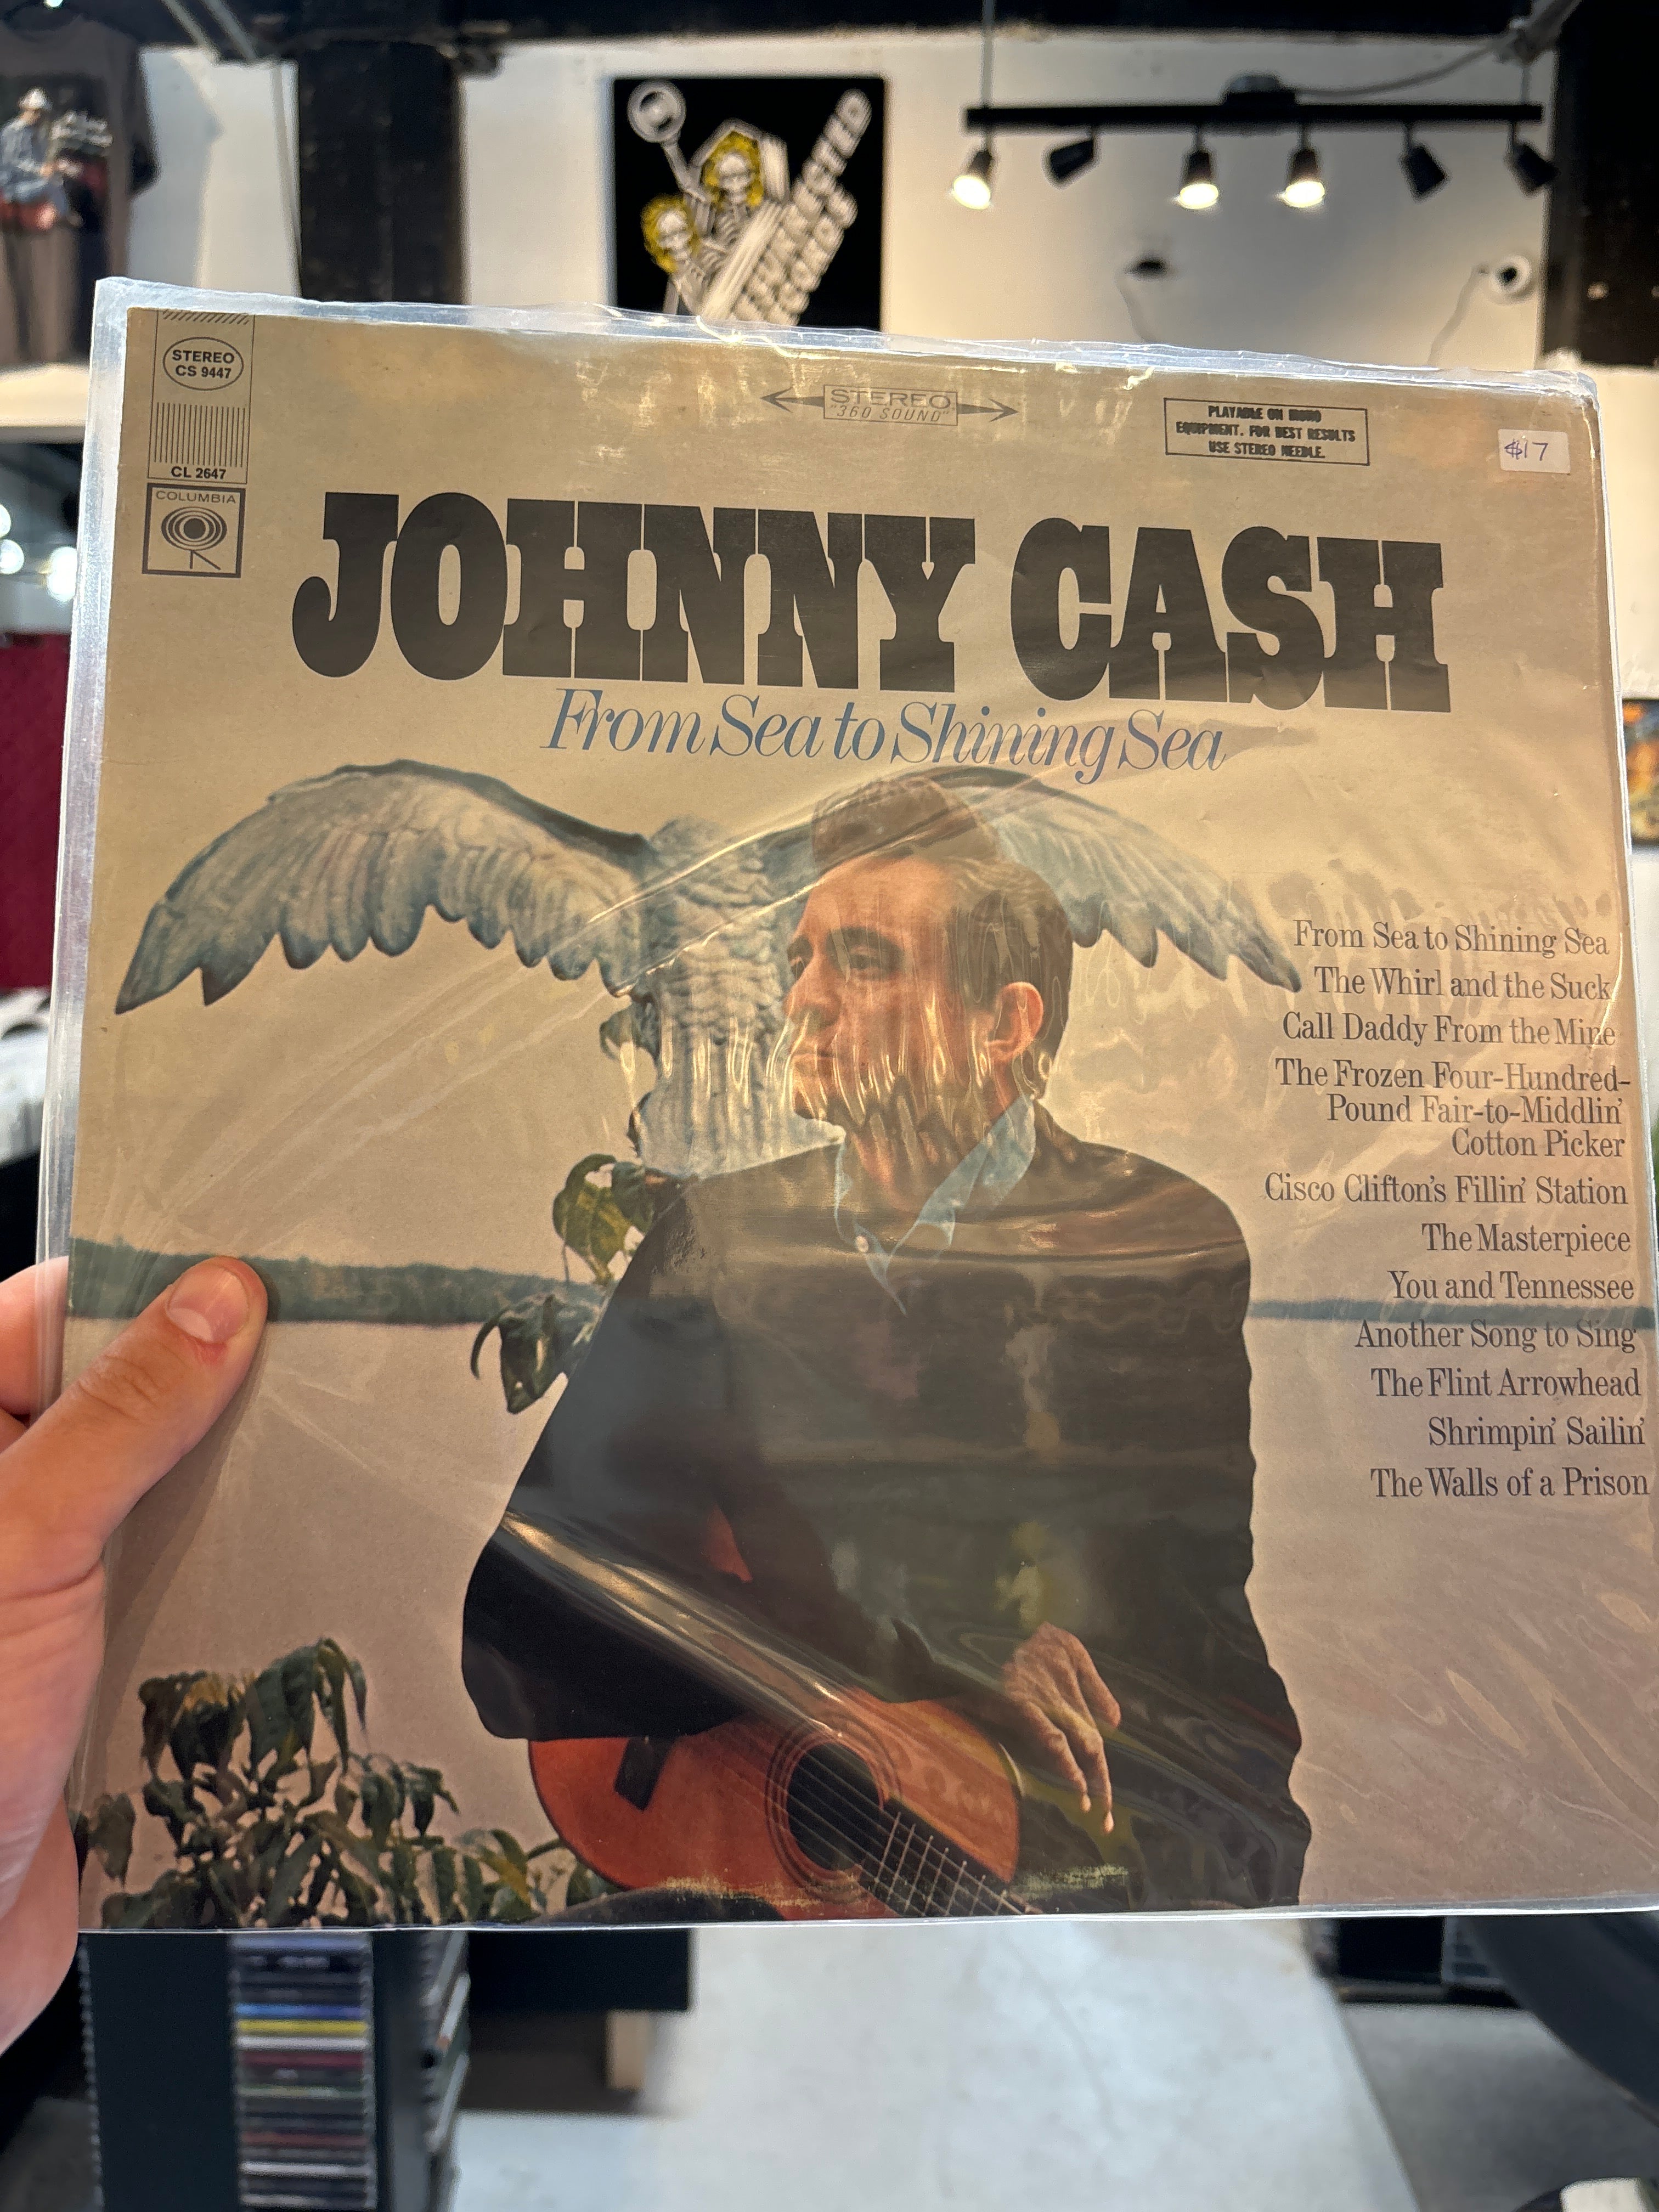 STEREO
CS 9447
CL 2647
COLUMBIA
STEREO
"360 SOUND"
PLAYABLE ON MONO
EQUIPMENT. FOR BEST RESULTS
USE STEREO NEEDLE.
$17
JOHNNY CASH
From Sea to Shining Sea
From Sea to Shining Sea
The Whirl and the Suck
Call Daddy From the Mine
The Frozen Four-Hundred-
Pound Fair-to-Middlin'
Cotton Picker
Cisco Clifton's Fillin' Station
The Masterpiece
You and Tennessee
Another Song to Sing
The Flint Arrowhead
Shrimpin' Sailin'
The Walls of a Prison